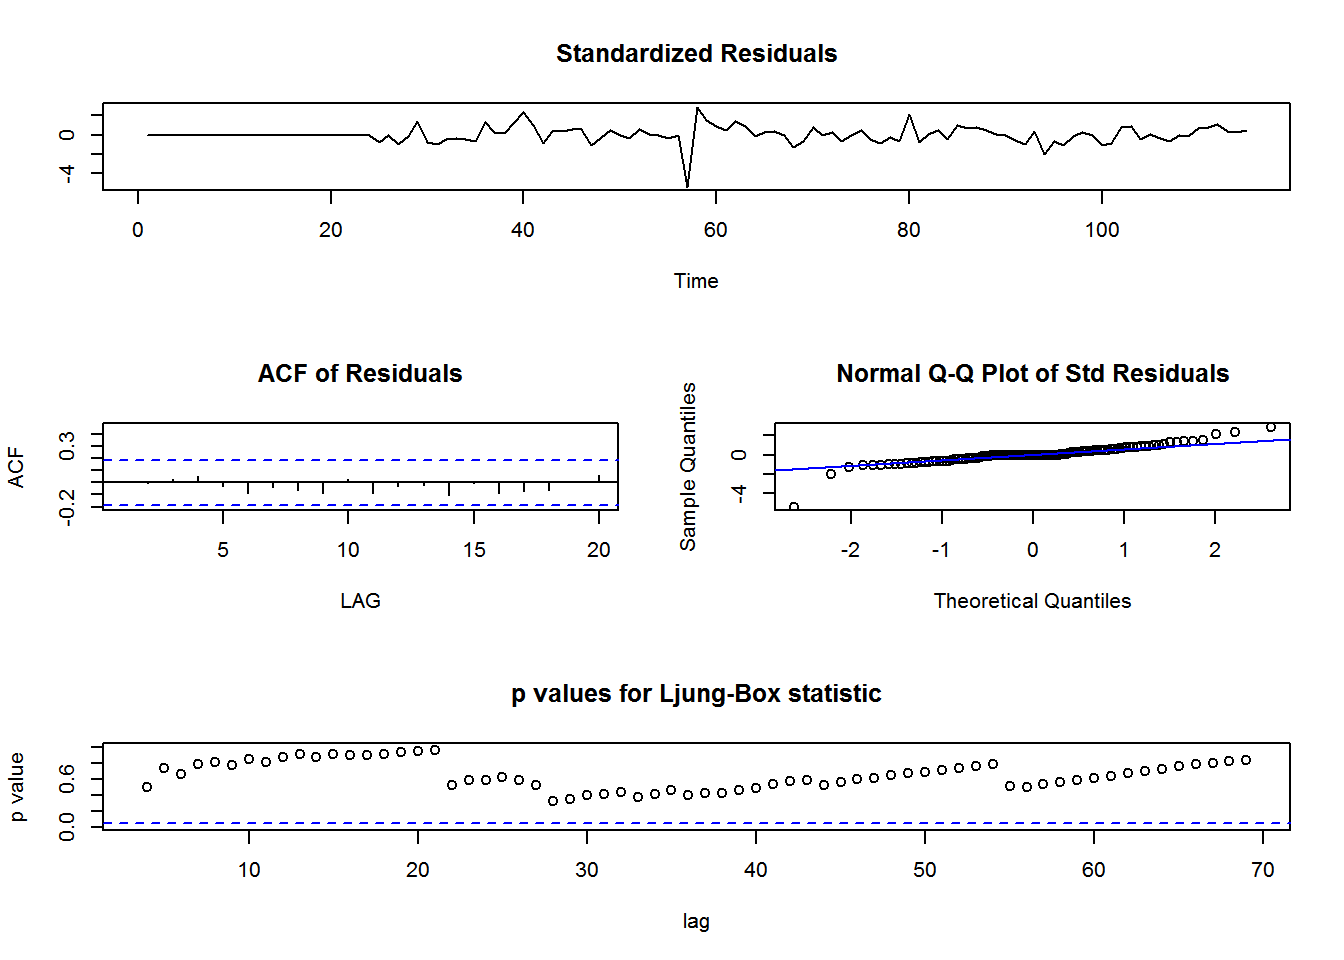 Standardized Residuals
0
-4
0 20 40 60 80 100
Time
ACF of Residuals
ACF
0.3
-0.2
5 10 15 20
LAG
Normal Q-Q Plot of Std Residuals
Sample Quantiles
0
-4
-2 -1 0 1 2
Theoretical Quantiles
p values for Ljung-Box statistic
p value
0.6
0.0
10 20 30 40 50 60 70
lag